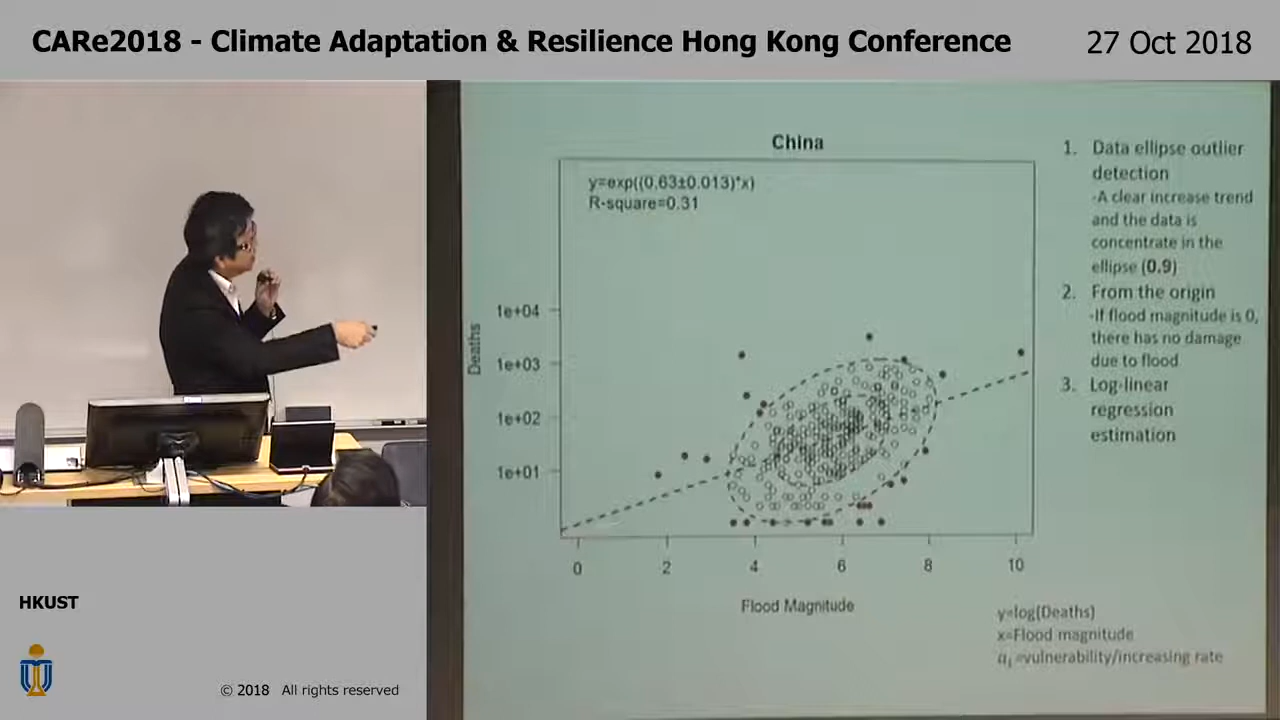 CARe2018 - Climate Adaptation & Resilience Hong Kong Conference
27 Oct 2018
China
y=exp((0.63±0.013)*x)
R-square=0.31
Deaths
1e+04
1e+03
1e+02
1e+01
0 2 4 6 8 10
Flood Magnitude
1. Data ellipse outlier
detection
-A clear increase trend
and the data is
concentrate in the
ellipse (0.9)
2. From the origin
-If flood magnitude is 0,
there has no damage
due to flood
3. Log-linear
regression
estimation
y=log(Deaths)
x=Flood magnitude
α₁=vulnerability/increasing rate
HKUST
© 2018 All rights reserved